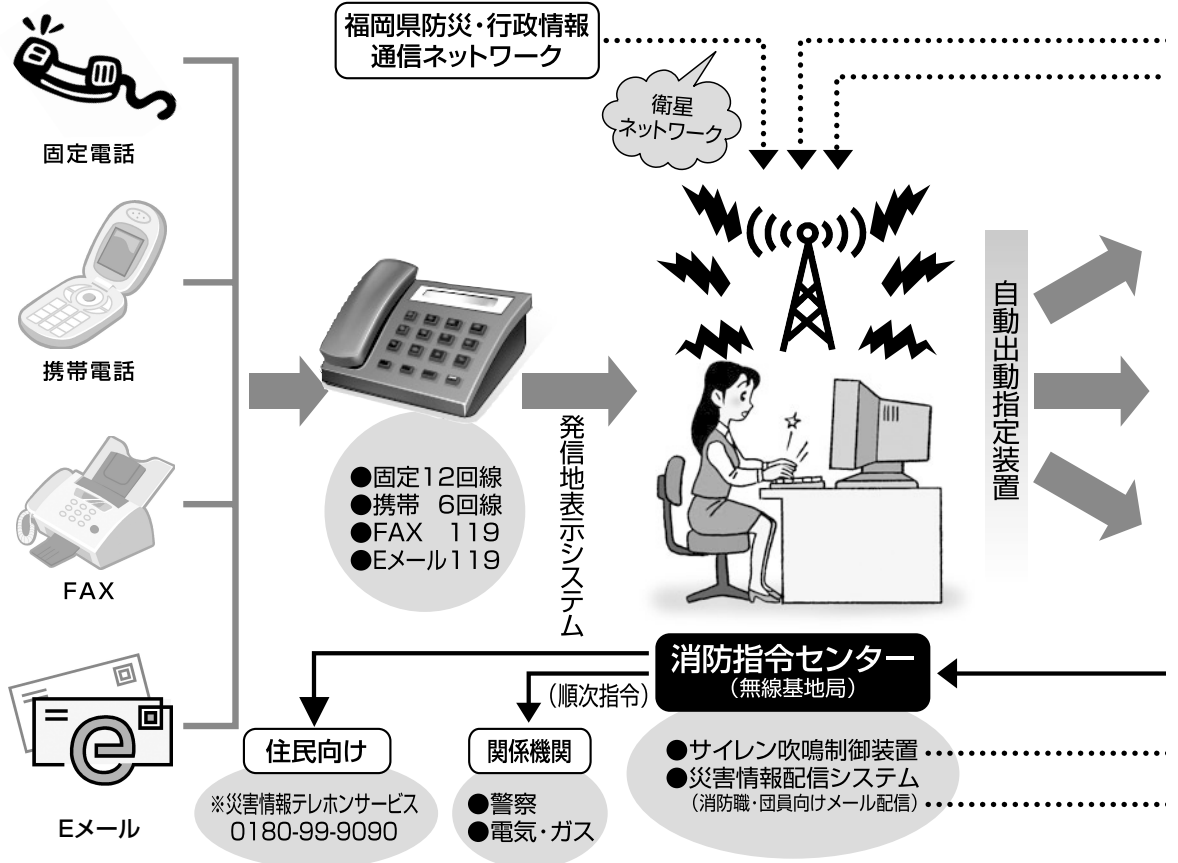 福岡県防災・行政情報
通信ネットワーク
衛星
ネットワーク
固定電話
携帯電話
FAX
Eメール
●固定12回線
●携帯 6回線
●FAX 119
●Eメール119
発信地表示システム
自動出動指定装置
消防指令センター
(無線基地局)
(順次指令)
住民向け
※災害情報テレホンサービス
0180-99-9090
関係機関
●警察
●電気・ガス
●サイレン吹鳴制御装置
●災害情報配信システム
(消防職・団員向けメール配信)